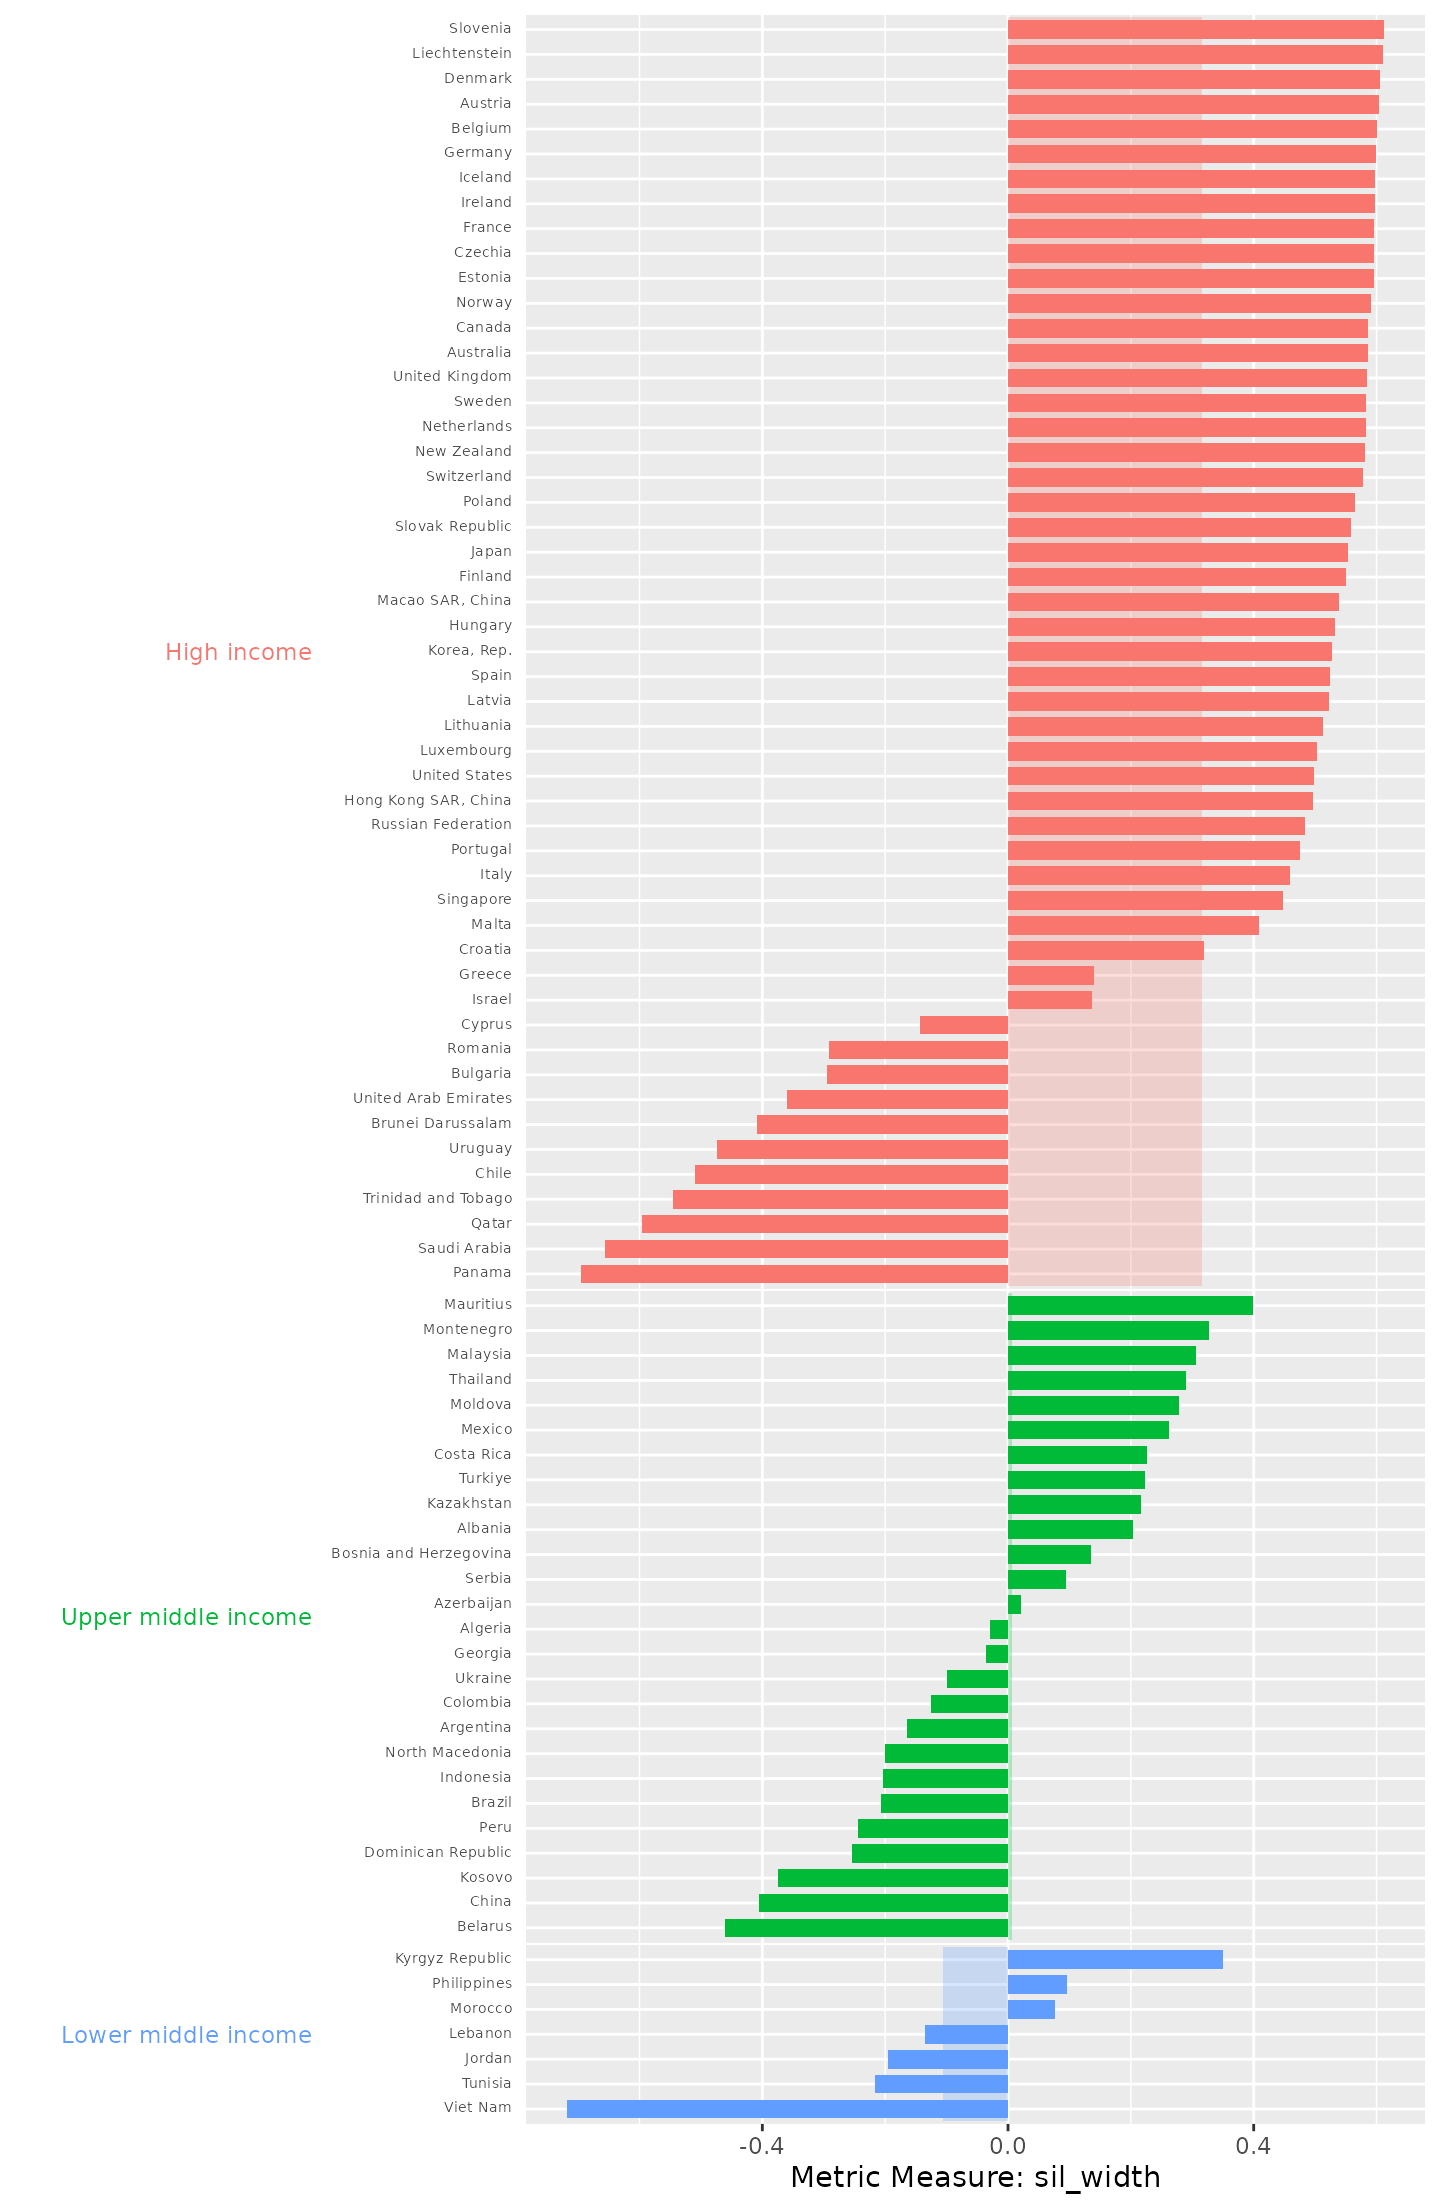 Slovenia
Liechtenstein
Denmark
Austria
Belgium
Germany
Iceland
Ireland
France
Czechia
Estonia
Norway
Canada
Australia
United Kingdom
Sweden
Netherlands
New Zealand
Switzerland
Poland
Slovak Republic
Japan
Finland
Macao SAR, China
Hungary
High income
Korea, Rep.
Spain
Latvia
Lithuania
Luxembourg
United States
Hong Kong SAR, China
Russian Federation
Portugal
Italy
Singapore
Malta
Croatia
Greece
Israel
Cyprus
Romania
Bulgaria
United Arab Emirates
Brunei Darussalam
Uruguay
Chile
Trinidad and Tobago
Qatar
Saudi Arabia
Panama
Mauritius
Montenegro
Malaysia
Thailand
Moldova
Mexico
Costa Rica
Turkiye
Kazakhstan
Albania
Bosnia and Herzegovina
Serbia
Azerbaijan
Upper middle income
Algeria
Georgia
Ukraine
Colombia
Argentina
North Macedonia
Indonesia
Brazil
Peru
Dominican Republic
Kosovo
China
Belarus
Kyrgyz Republic
Philippines
Morocco
Lebanon
Lower middle income
Jordan
Tunisia
Viet Nam
-0.4 0.0 0.4
Metric Measure: sil_width